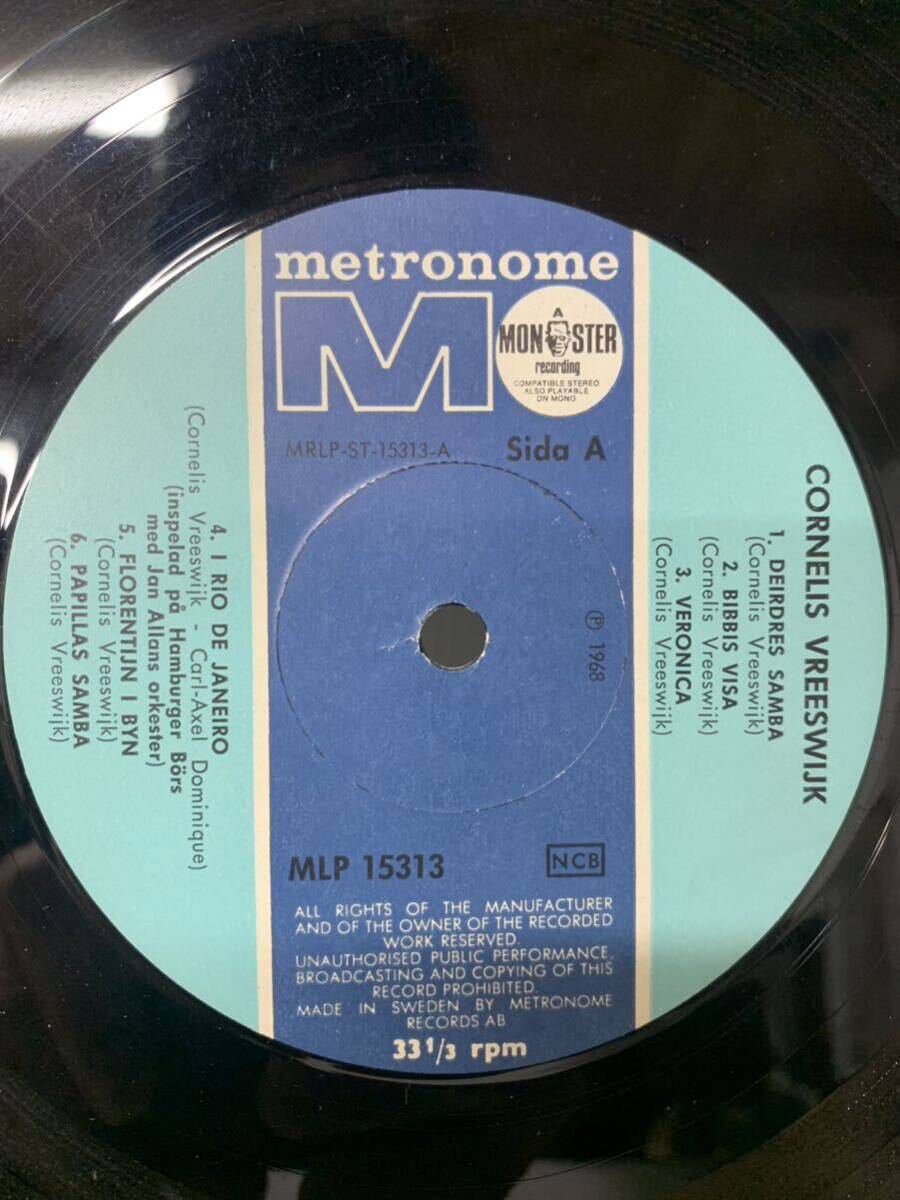 metronome
M
A
MONSTER
recording
COMPATIBLE STEREO
ALSO PLAYABLE
ON MONO
MRLP-ST-15313-A
Sida A
CORNELIS VREESWIJK
1. DEIRDRES SAMBA
(Cornelis Vreeswijk)
2. BIBBIS VISA
(Cornelis Vreeswijk)
3. VERONICA
(Cornelis Vreeswijk)
4. I RIO DE JANEIRO
(Cornelis Vreeswijk - Carl-Axel Dominique)
(inspelad på Hamburger Börs
med Jan Allans orkester)
5. FLORENTIJN I BYN
(Cornelis Vreeswijk)
6. PAPILLAS SAMBA
(Cornelis Vreeswijk)
Ⓟ 1968
MLP 15313
NCB
ALL RIGHTS OF THE MANUFACTURER
AND OF THE OWNER OF THE RECORDED
WORK RESERVED.
UNAUTHORISED PUBLIC PERFORMANCE,
BROADCASTING AND COPYING OF THIS
RECORD PROHIBITED.
MADE IN SWEDEN BY METRONOME
RECORDS AB
33 1/3 rpm